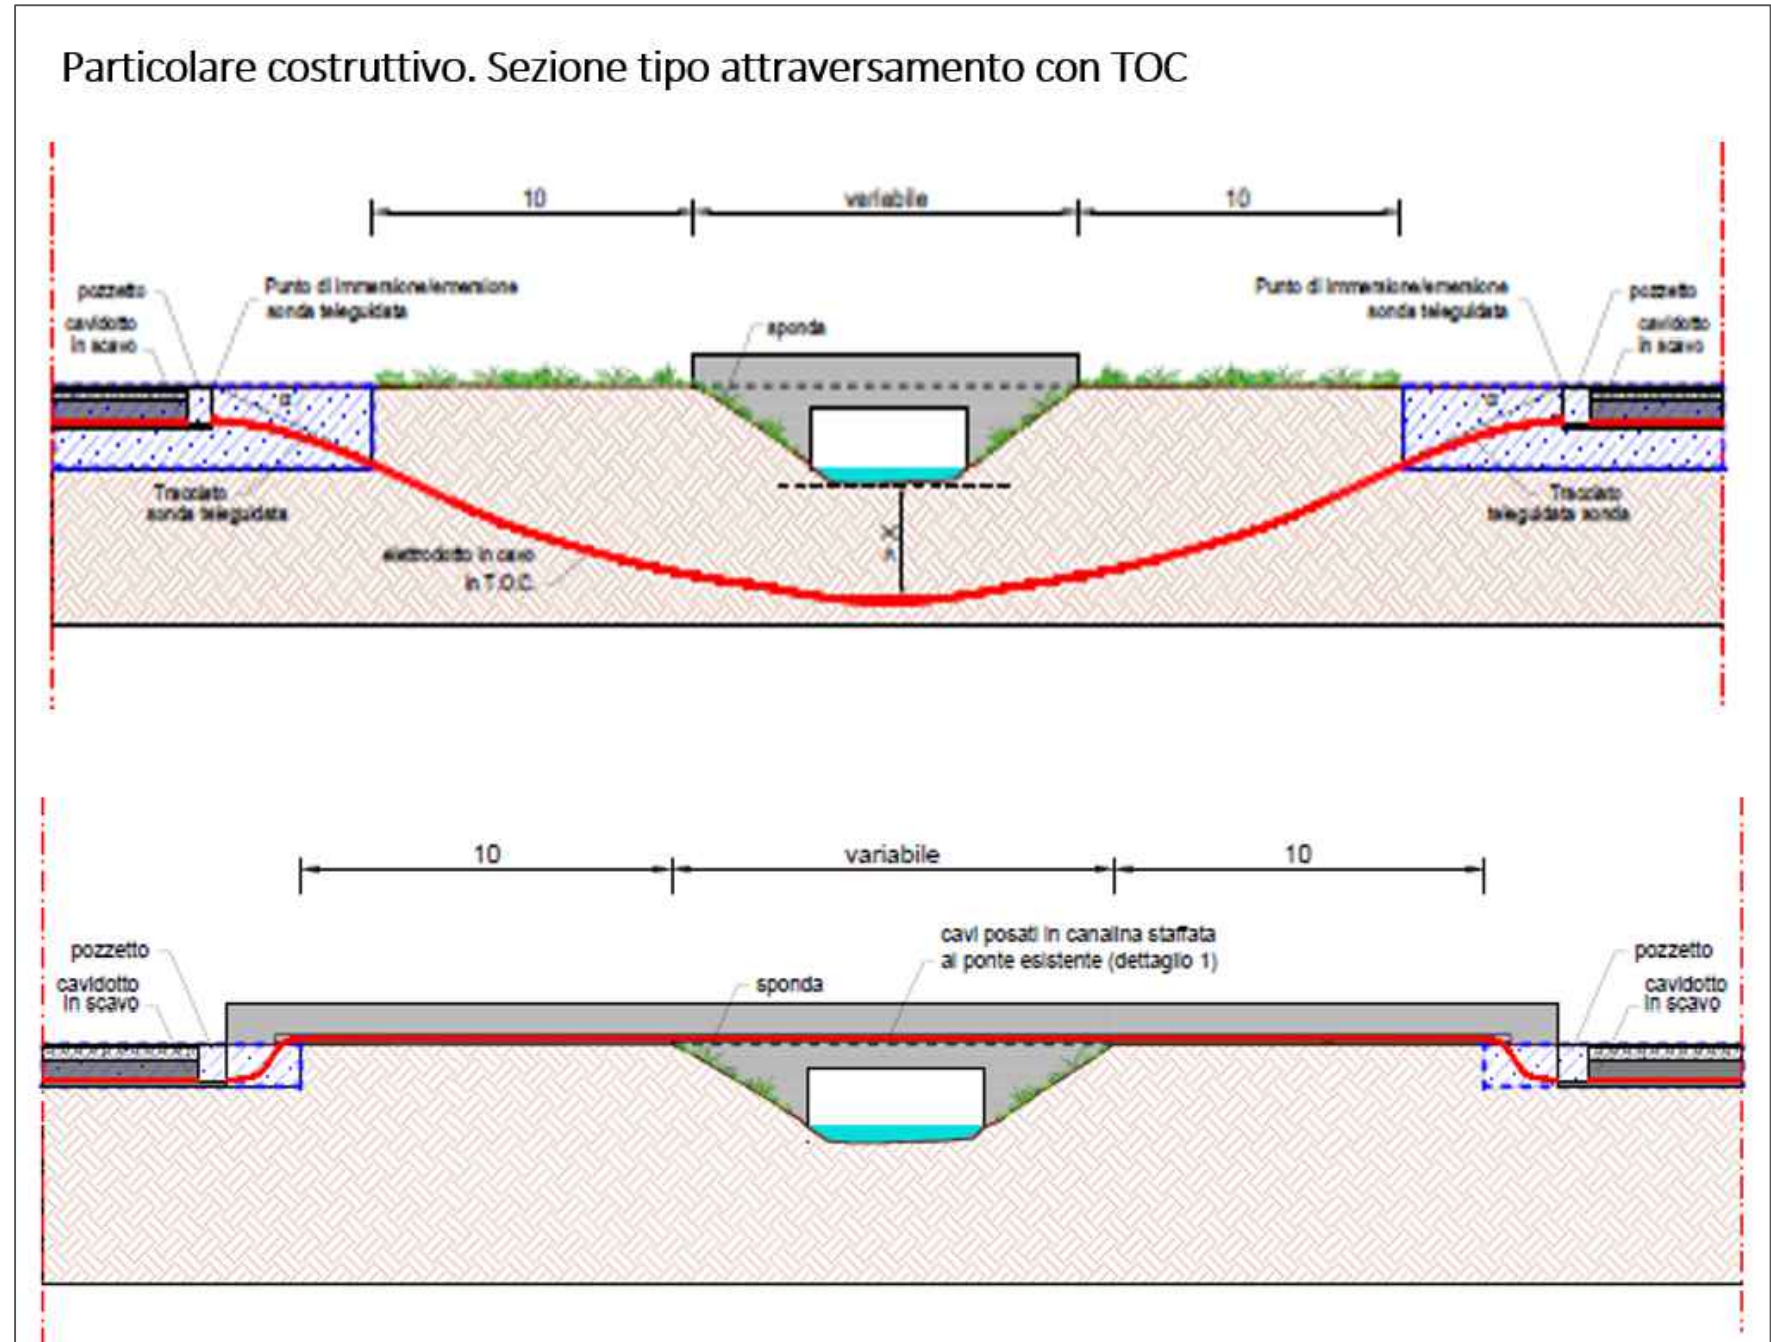 Particolare costruttivo. Sezione tipo attraversamento con TOC
10
variabile
10
pozzetto
Punto di immersione/emersione
sonda teleguidata
cavidotto
in scavo
sponda
Punto di immersione/emersione
sonda teleguidata
pozzetto
cavidotto
in scavo
α
α
Tracciato
sonda teleguidata
Tracciato
teleguidata sonda
elettrodotto in cavo
in T.O.C.
10
variabile
10
pozzetto
cavidotto
in scavo
sponda
cavi posati in canalina staffata
al ponte esistente (dettaglio 1)
pozzetto
cavidotto
in scavo